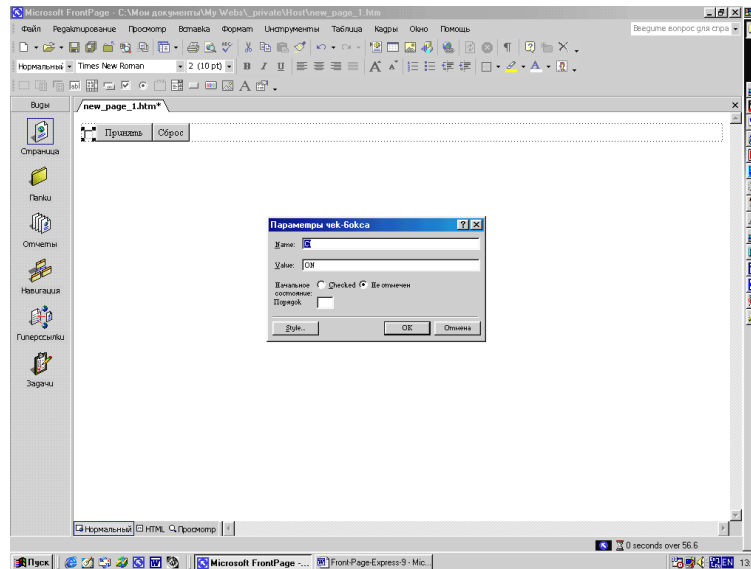 Microsoft FrontPage - C:\Мои документы\My Webs\_private\Host\new_page_1.htm
Файл Редактирование Просмотр Вставка Формат Инструменты Таблица Кадры Окно Помощь
Введите вопрос для спра
Нормальный Times New Roman 2 (10 pt)
Виды
new_page_1.htm*
Принять Сброс
Страница
Папки
Отчеты
Навигация
Гиперссылки
Задачи
Параметры чек-бокса
Name:
Value: ON
Начальное состояние: Checked Не отмечен
Порядок
Style... OK Отмена
Нормальный HTML Просмотр
0 seconds over 56.6
Пуск Microsoft FrontPage -... Front-Page-Express-9 - Mic... EN 13